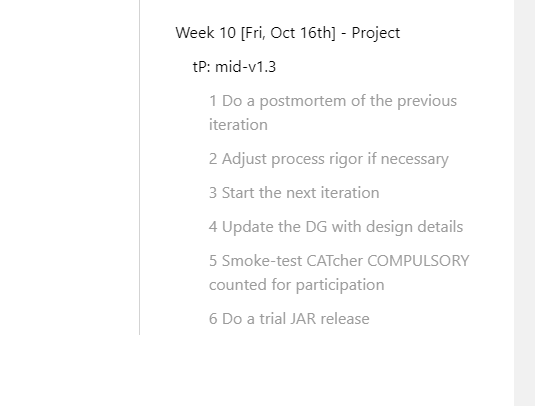 Week 10 [Fri, Oct 16th] - Project
tP: mid-v1.3
1 Do a postmortem of the previous
iteration
2 Adjust process rigor if necessary
3 Start the next iteration
4 Update the DG with design details
5 Smoke-test CATcher COMPULSORY
counted for participation
6 Do a trial JAR release